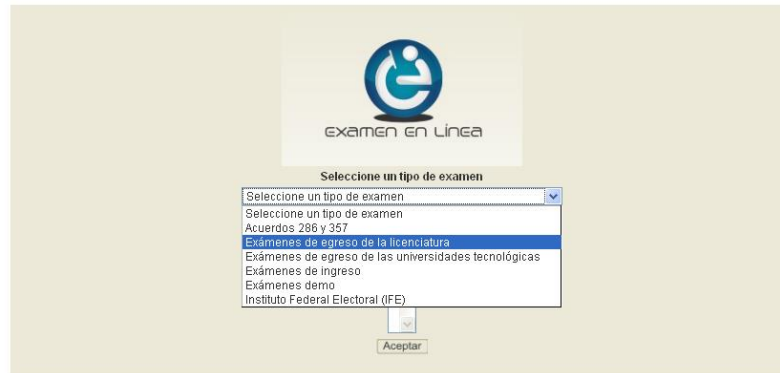 examen en línea
Seleccione un tipo de examen
Seleccione un tipo de examen
Seleccione un tipo de examen
Acuerdos 286 y 357
Exámenes de egreso de la licenciatura
Exámenes de egreso de las universidades tecnológicas
Exámenes de ingreso
Exámenes demo
Instituto Federal Electoral (IFE)
Aceptar